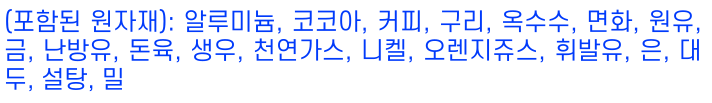 (포함된 원자재): 알루미늄, 코코아, 커피, 구리, 옥수수, 면화, 원유,
금, 난방유, 돈육, 생우, 천연가스, 니켈, 오렌지쥬스, 휘발유, 은, 대
두, 설탕, 밀